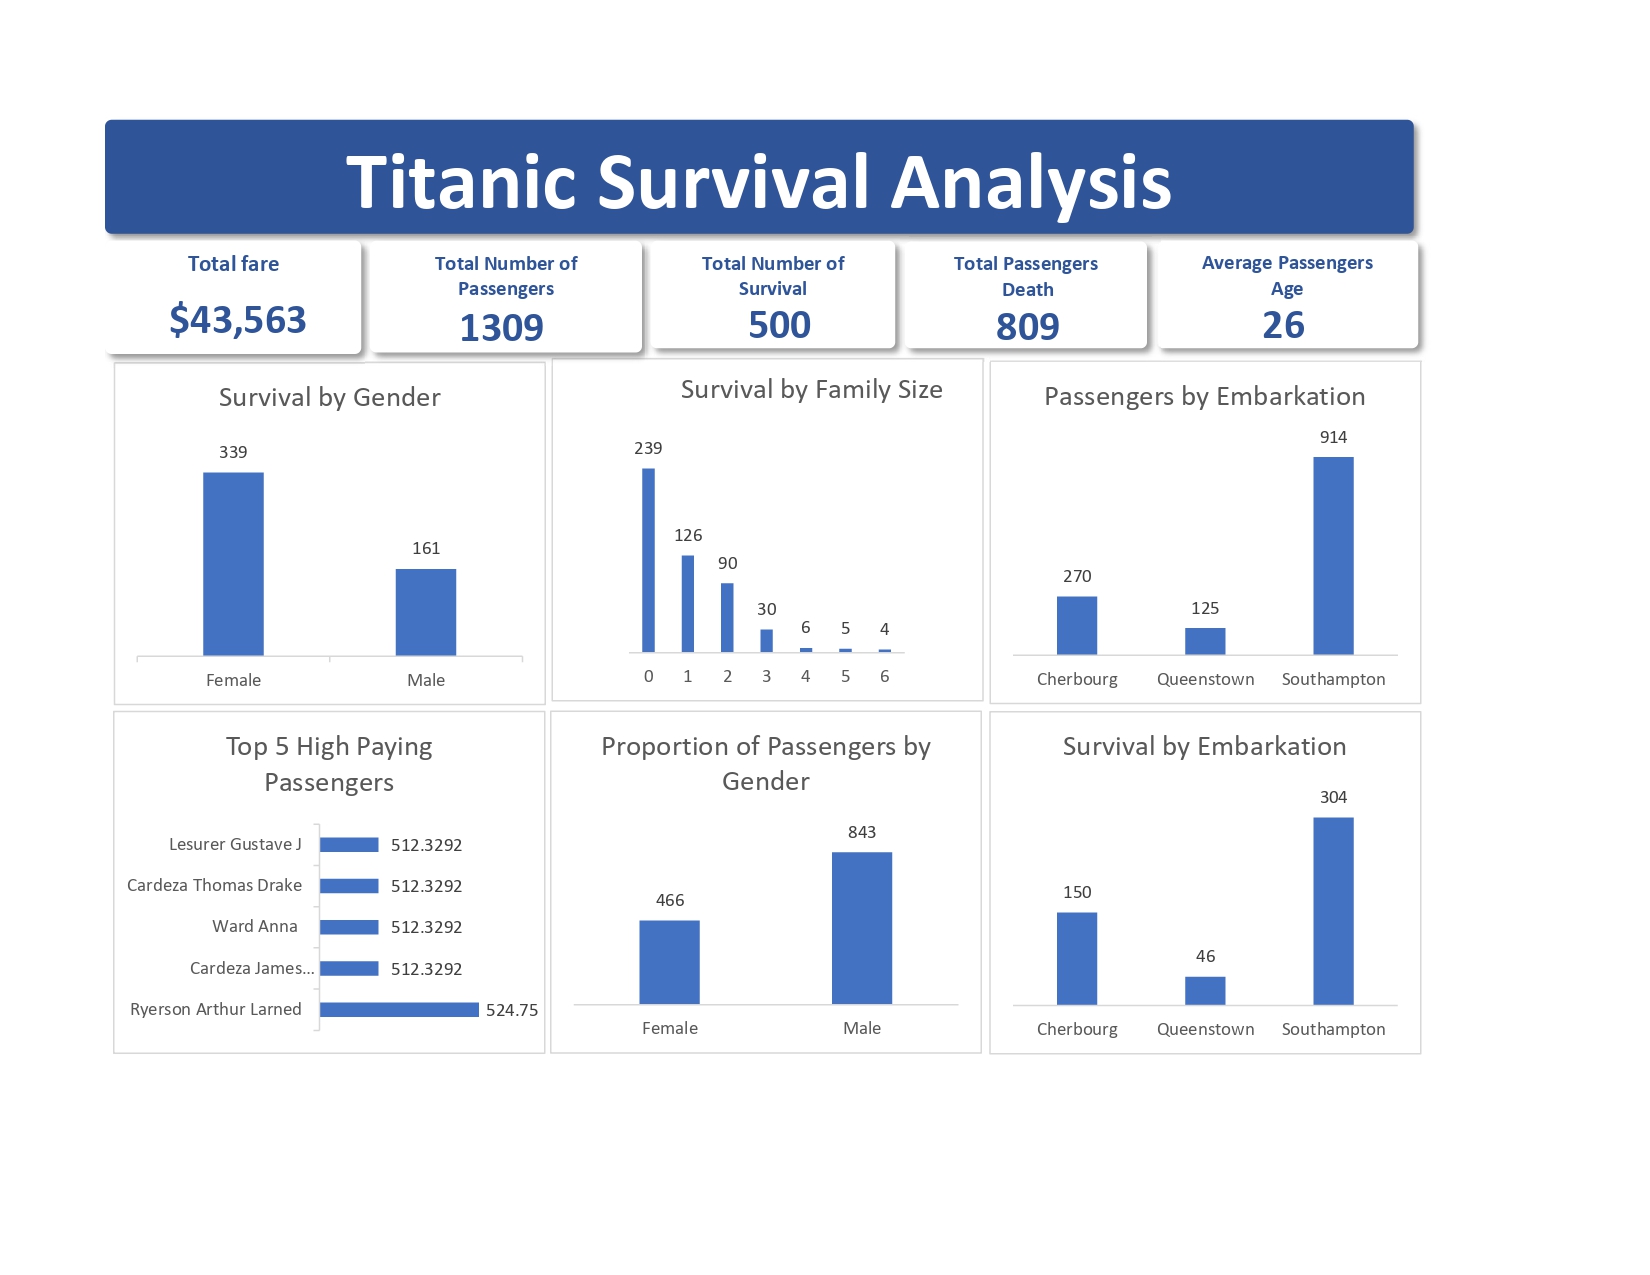 Titanic Survival Analysis
Total fare
$43,563
Total Number of
Passengers
1309
Total Number of
Survival
500
Total Passengers
Death
809
Average Passengers
Age
26
Survival by Gender
339
161
Female Male
Survival by Family Size
239
126
90
30
6 5 4
0 1 2 3 4 5 6
Passengers by Embarkation
914
270
125
Cherbourg Queenstown Southampton
Top 5 High Paying
Passengers
Lesurer Gustave J 512.3292
Cardeza Thomas Drake 512.3292
Ward Anna 512.3292
Cardeza James... 512.3292
Ryerson Arthur Larned 524.75
Proportion of Passengers by
Gender
843
466
Female Male
Survival by Embarkation
304
150
46
Cherbourg Queenstown Southampton